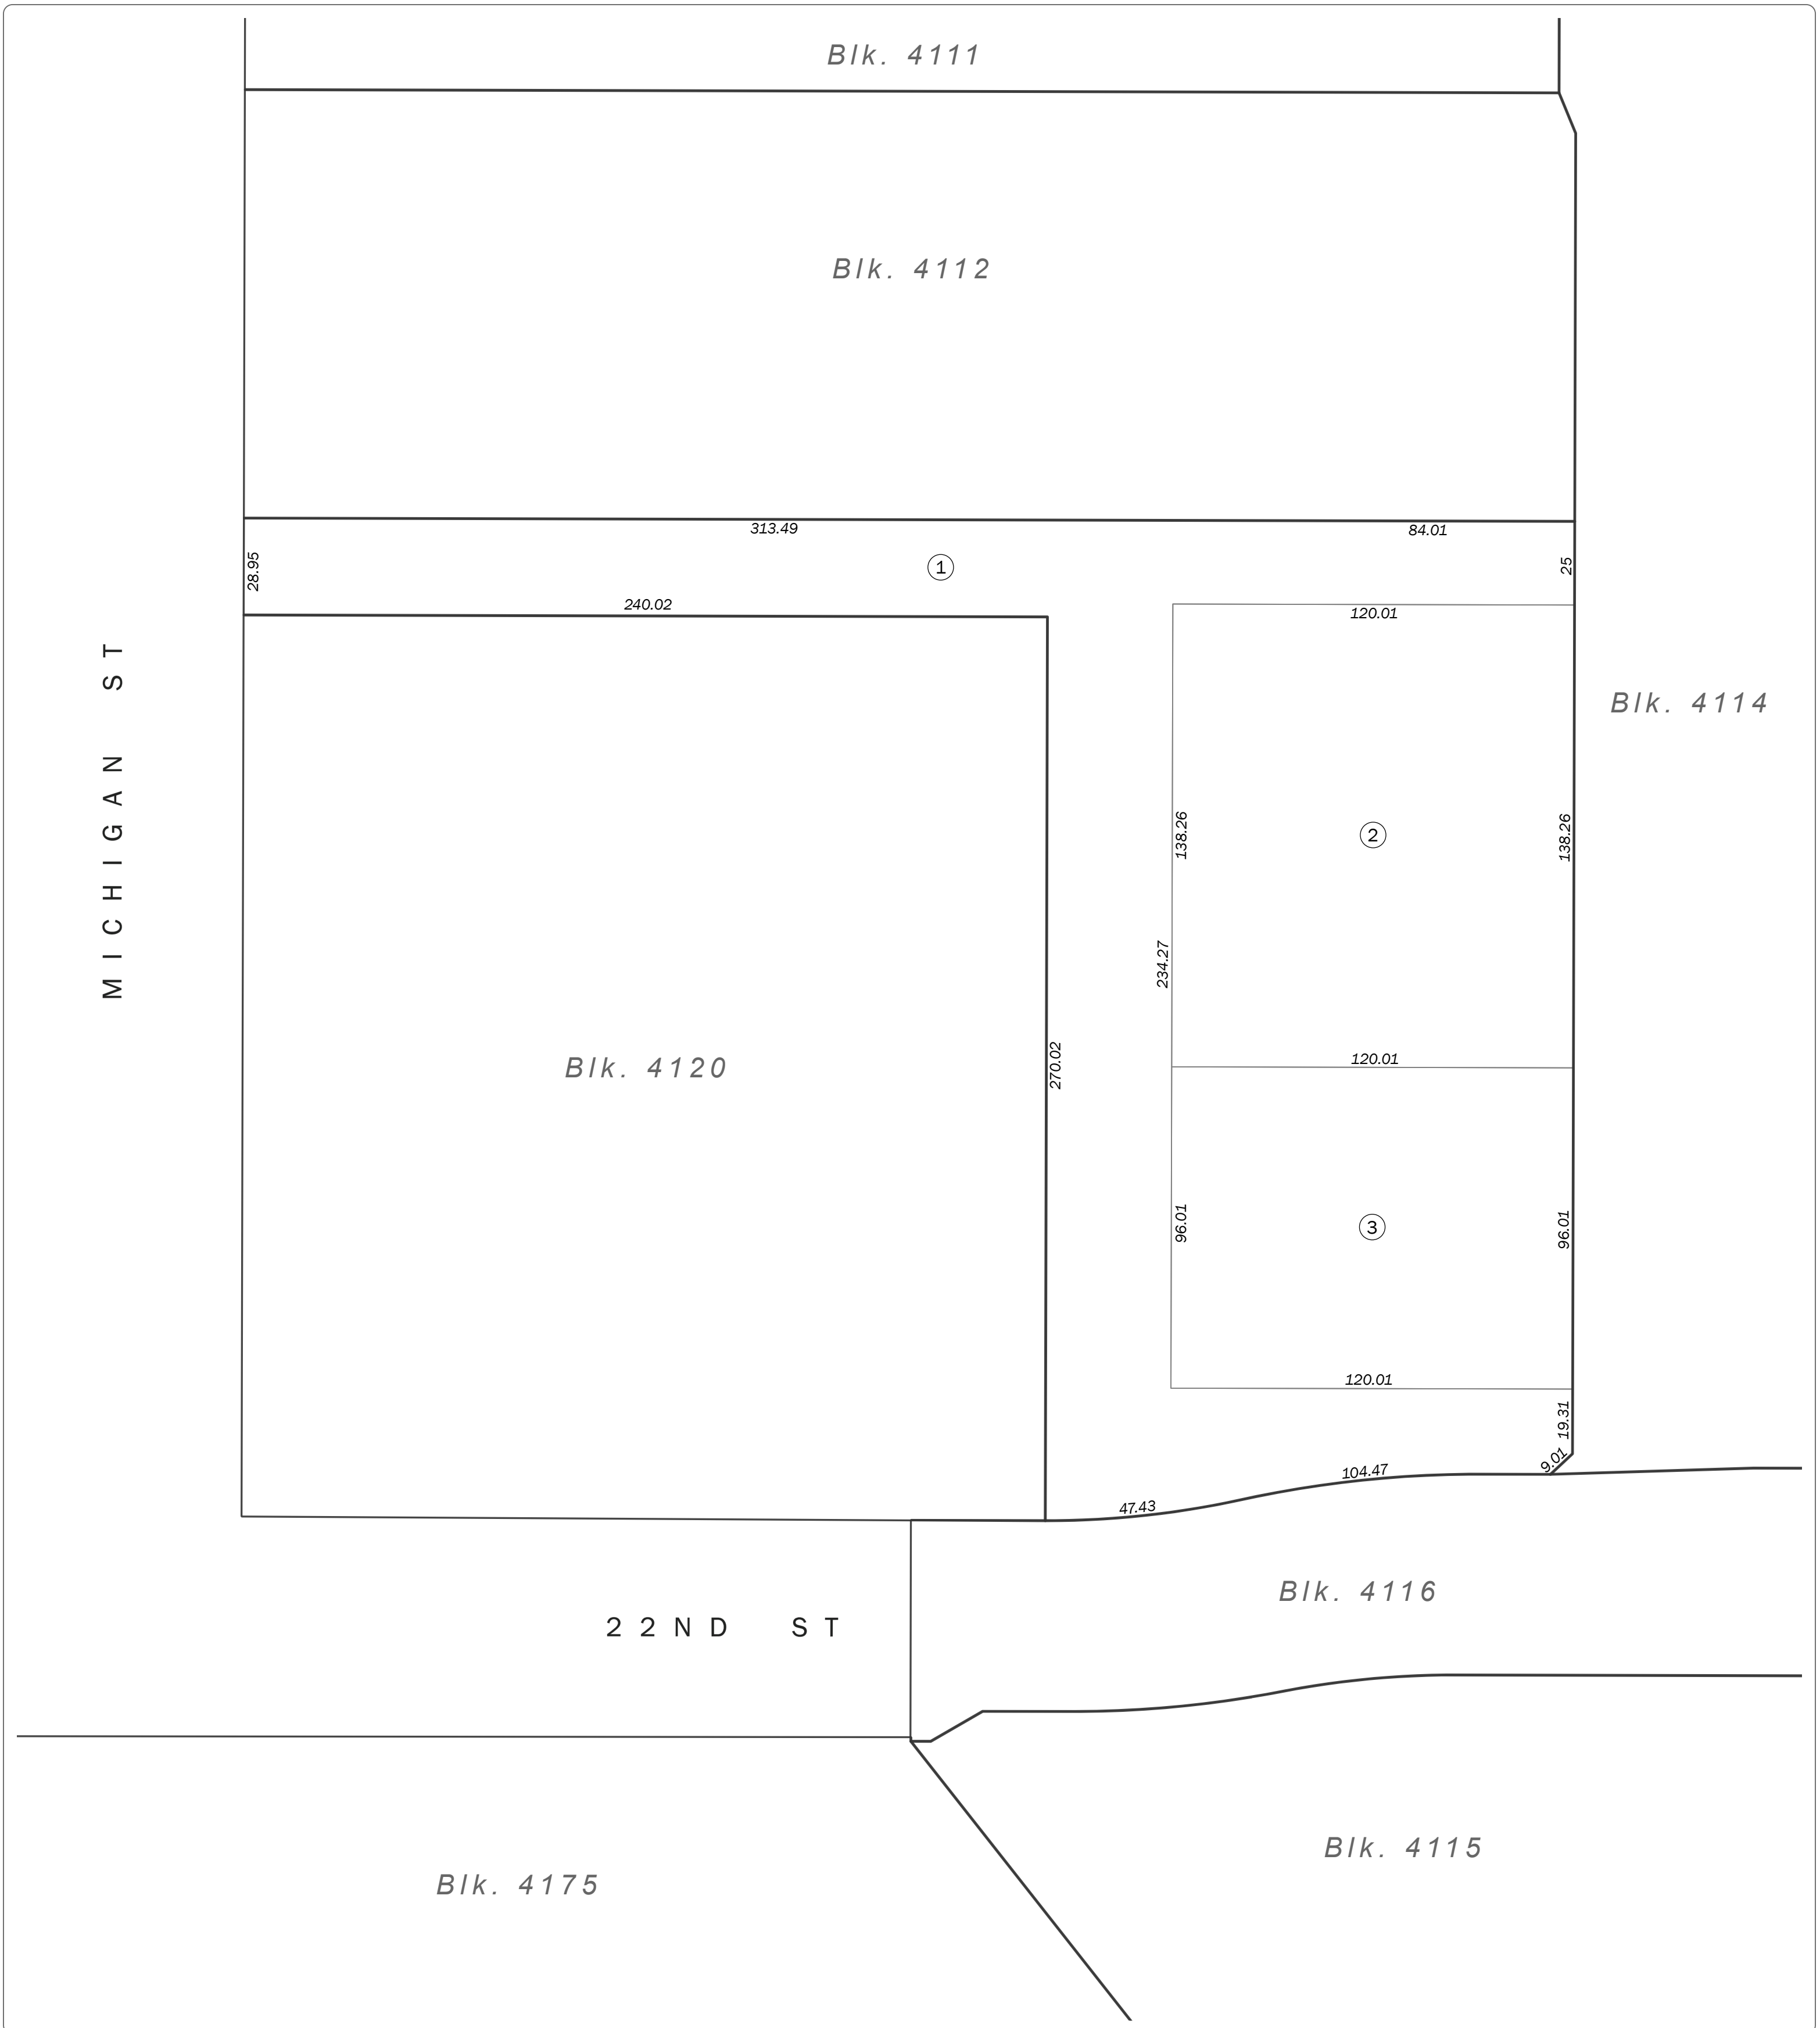 Blk. 4111
Blk. 4112
313.49
84.01
28.95
1
25
240.02
120.01
MICHIGAN ST
Blk. 4114
138.26
2
138.26
234.27
270.02
Blk. 4120
120.01
96.01
3
96.01
120.01
19.31
9.01
104.47
47.43
Blk. 4116
22ND ST
Blk. 4115
Blk. 4175